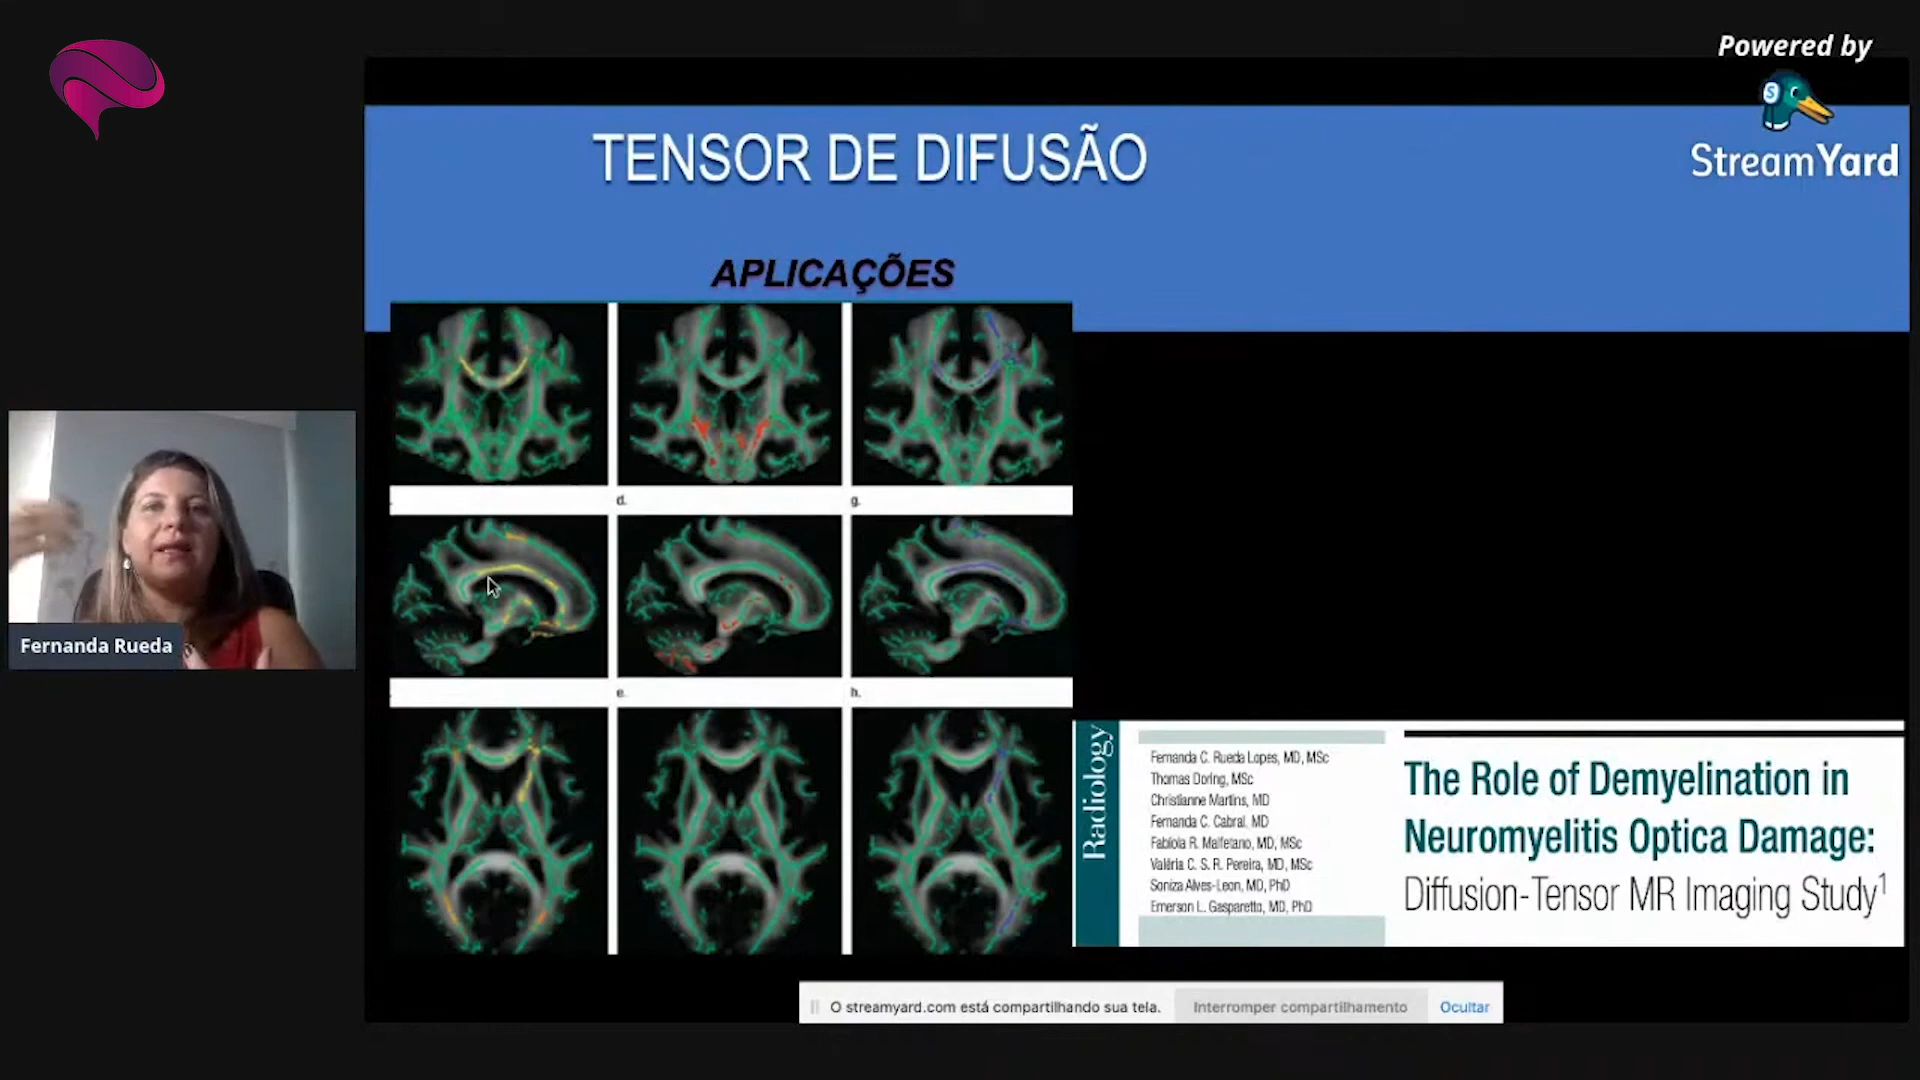 Powered by
StreamYard
TENSOR DE DIFUSÃO
APLICAÇÕES
d.
g.
e.
h.
Fernanda Rueda
Radiology
Fernanda C. Rueda Lopes, MD, MSc
Thomas Doring, MSc
Christianne Martins, MD
Fernanda C. Cabral, MD
Fabíola R. Malfetano, MD, MSc
Valéria C. S. R. Pereira, MD, MSc
Soniza Alves-Leon, MD, PhD
Emerson L. Gasparetto, MD, PhD
The Role of Demyelination in
Neuromyelitis Optica Damage:
Diffusion-Tensor MR Imaging Study¹
O streamyard.com está compartilhando sua tela.
Interromper compartilhamento
Ocultar